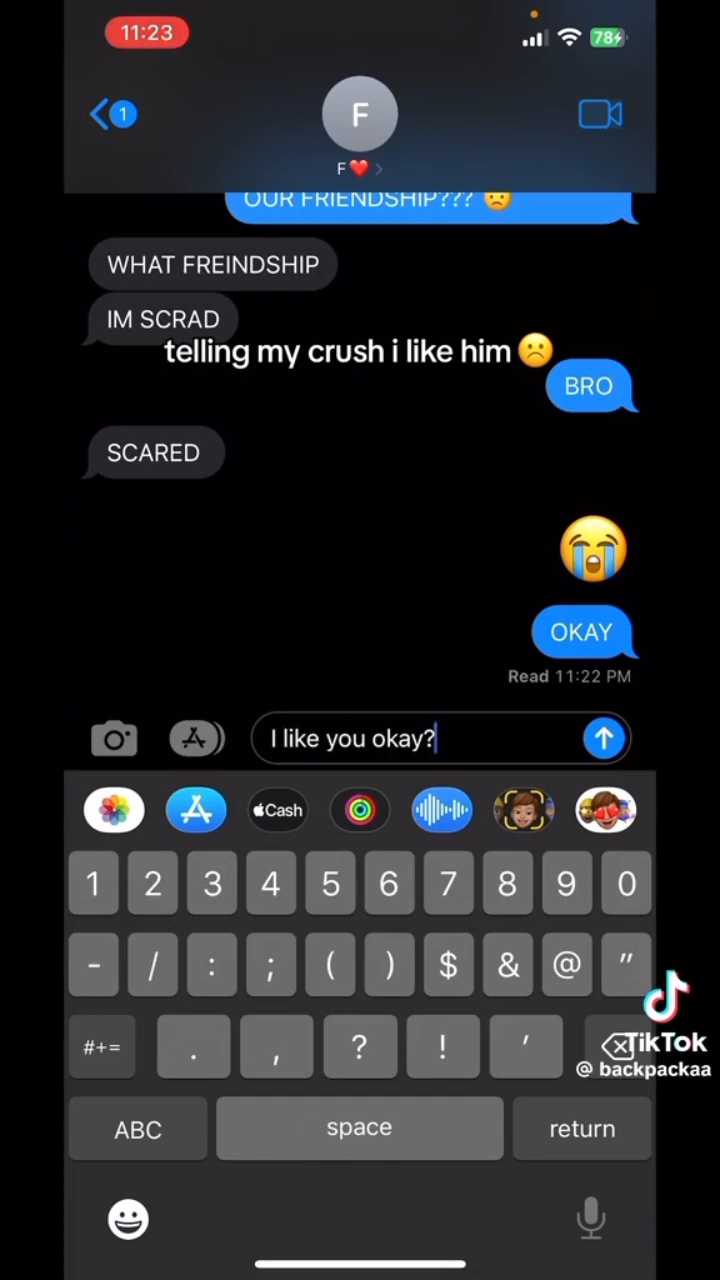 11:23
78
1
F
F❤️ >
OUR FRIENDSHIP??? 🙁
WHAT FREINDSHIP
IM SCRAD
telling my crush i like him 🙁
BRO
SCARED
😭
OKAY
Read 11:22 PM
I like you okay?
Cash
1 2 3 4 5 6 7 8 9 0
- / : ; ( ) $ & @ "
#+= . , ? ! '
TikTok
@ backpackaa
ABC space return